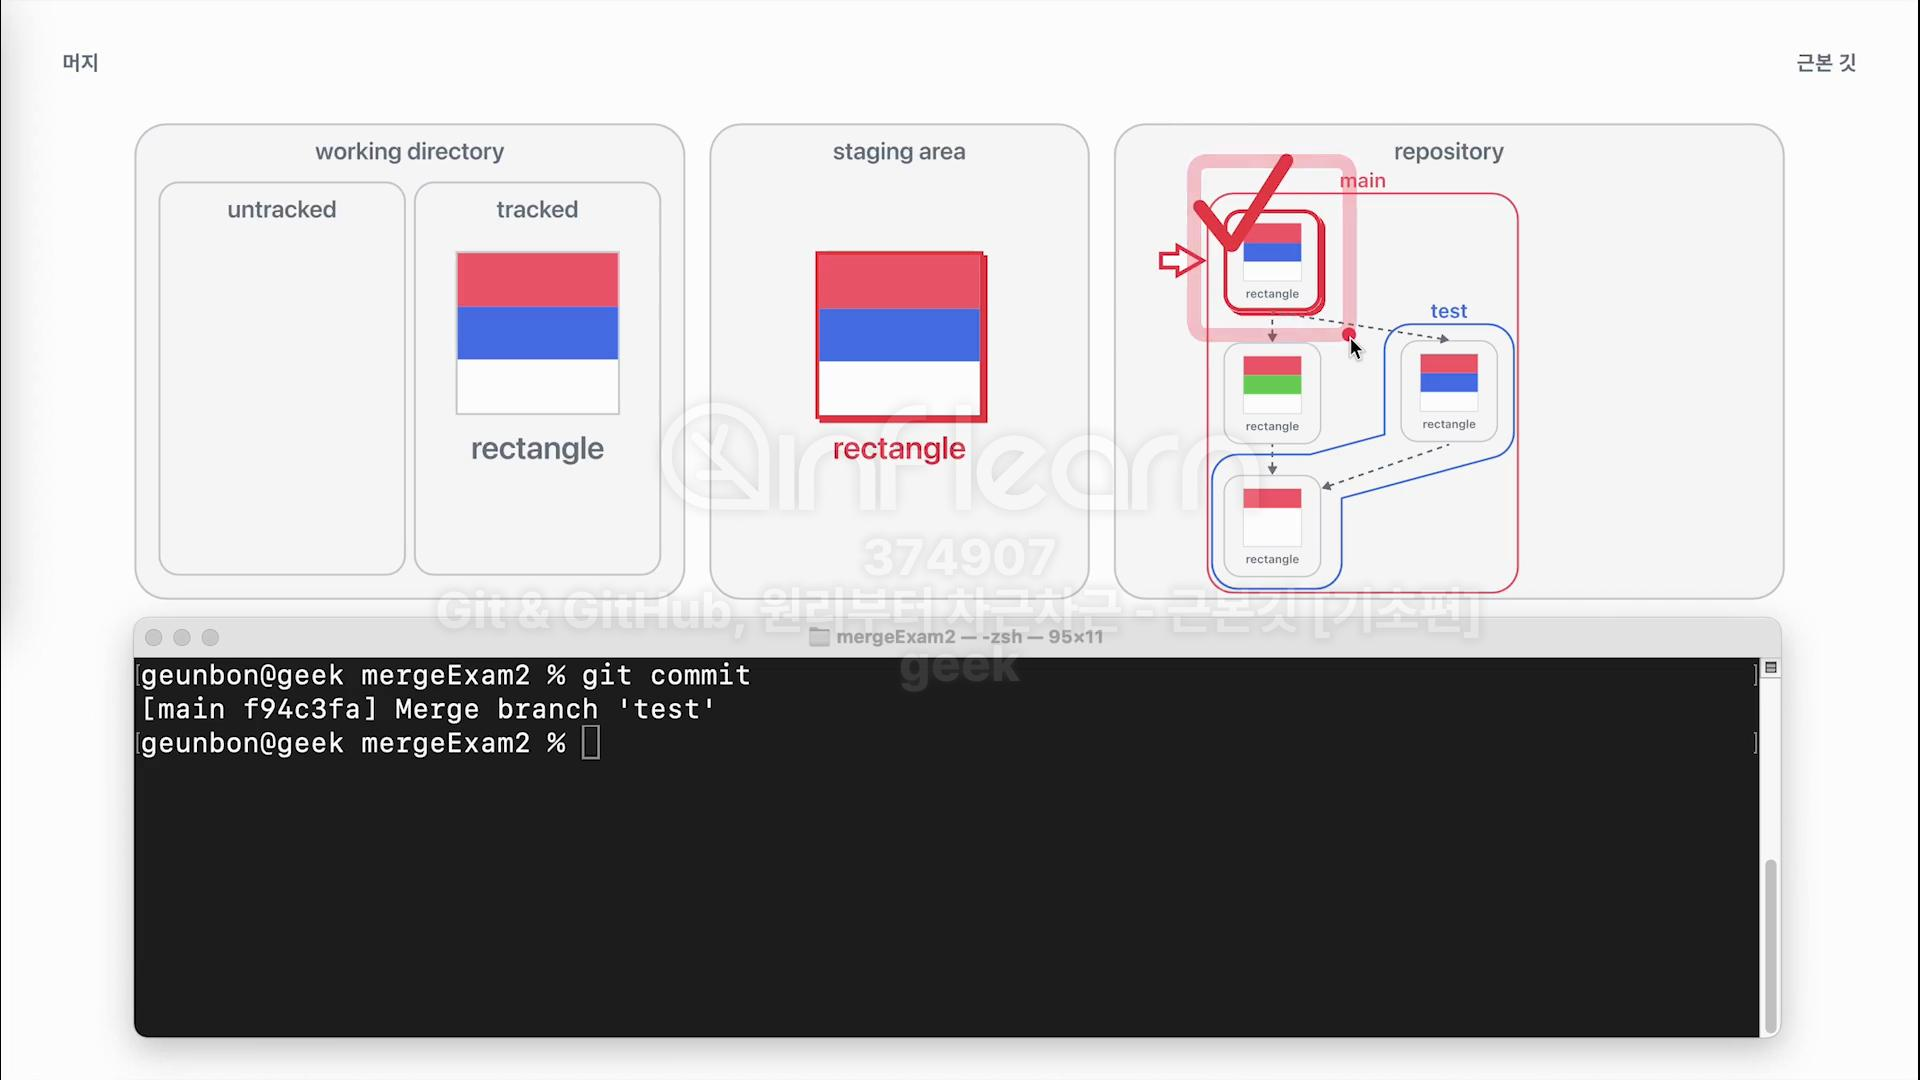 머지
근본 깃
working directory
untracked
tracked
rectangle
staging area
rectangle
repository
main
rectangle
test
rectangle
rectangle
rectangle
inflearn
374907
Git & GitHub, 원리부터 차근차근 - 근본깃 [기초편]
geek
mergeExam2 — -zsh — 95×11
geunbon@geek mergeExam2 % git commit
[main f94c3fa] Merge branch 'test'
geunbon@geek mergeExam2 %